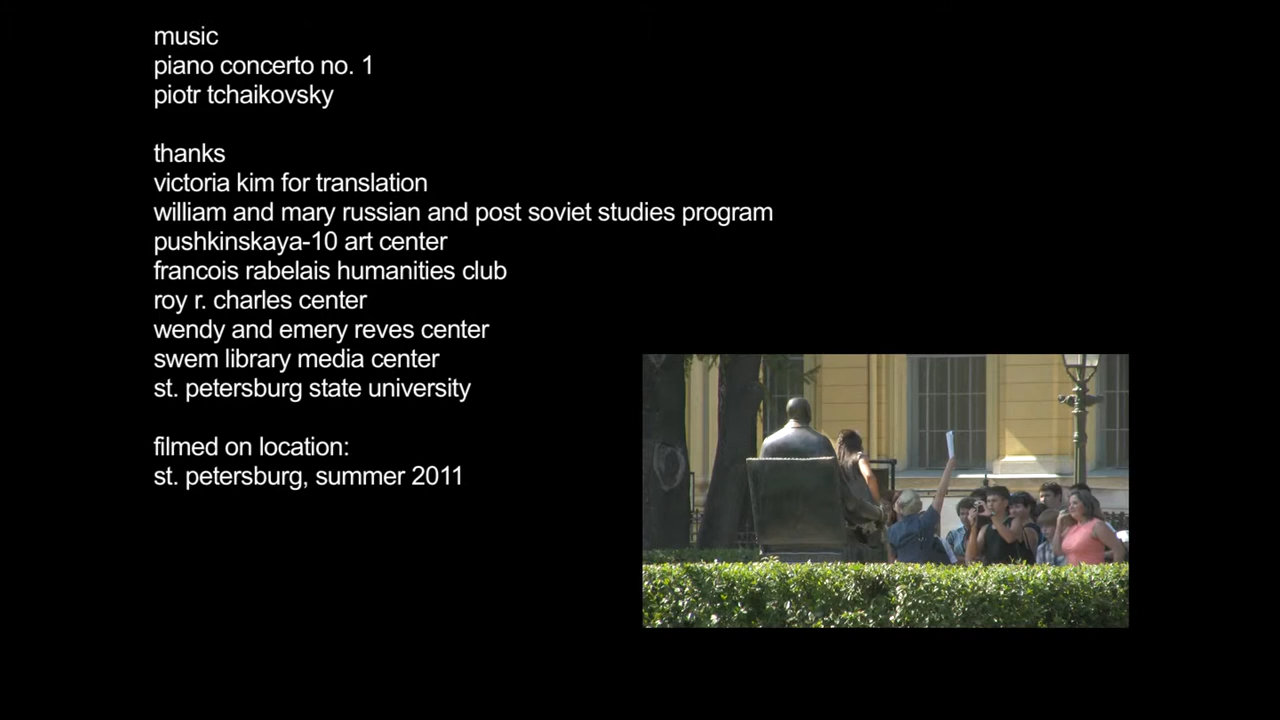 music
piano concerto no. 1
piotr tchaikovsky
thanks
victoria kim for translation
william and mary russian and post soviet studies program
pushkinskaya-10 art center
francois rabelais humanities club
roy r. charles center
wendy and emery reves center
swem library media center
st. petersburg state university
filmed on location:
st. petersburg, summer 2011